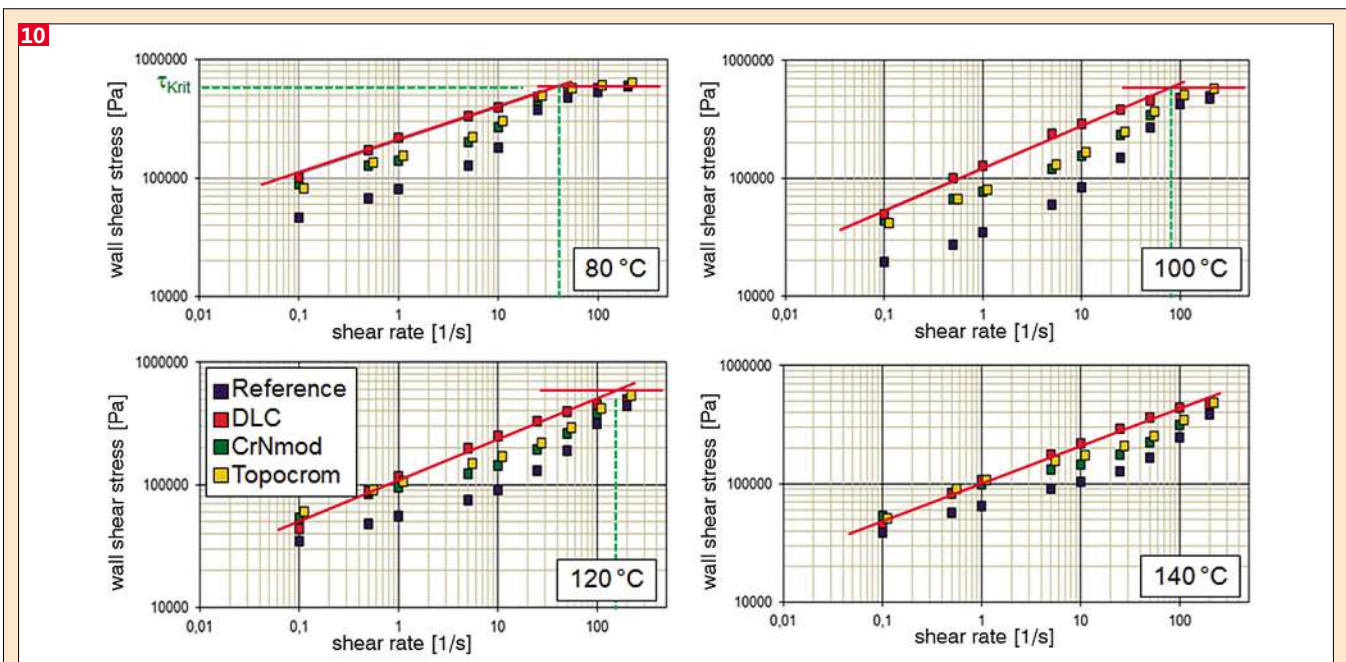 10
1000000
τKrit
100000
10000
wall shear stress [Pa]
0,01 0,1 1 10 100
shear rate [1/s]
80 °C
1000000
100000
10000
wall shear stress [Pa]
0,01 0,1 1 10 100
shear rate [1/s]
100 °C
1000000
100000
10000
wall shear stress [Pa]
Reference
DLC
CrNmod
Topocrom
0,01 0,1 1 10 100
shear rate [1/s]
120 °C
1000000
100000
10000
wall shear stress [Pa]
0,01 0,1 1 10 100
shear rate [1/s]
140 °C